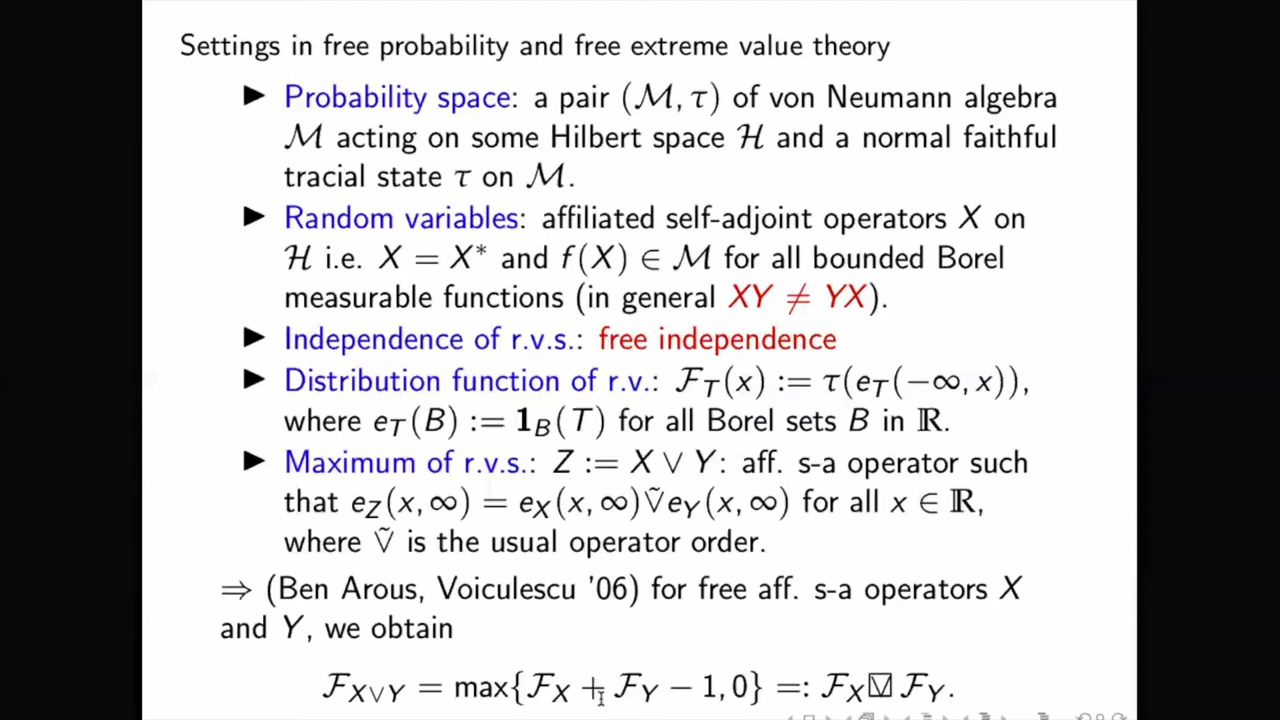 Settings in free probability and free extreme value theory
▶ Probability space: a pair (ℳ, τ) of von Neumann algebra
ℳ acting on some Hilbert space ℋ and a normal faithful
tracial state τ on ℳ.
▶ Random variables: affiliated self-adjoint operators X on
ℋ i.e. X = X* and f(X) ∈ ℳ for all bounded Borel
measurable functions (in general XY ≠ YX).
▶ Independence of r.v.s.: free independence
▶ Distribution function of r.v.: ℱ_T(x) := τ(e_T(−∞, x)),
where e_T(B) := 𝟏_B(T) for all Borel sets B in ℝ.
▶ Maximum of r.v.s.: Z := X ∨ Y: aff. s-a operator such
that e_Z(x, ∞) = e_X(x, ∞)∨̃e_Y(x, ∞) for all x ∈ ℝ,
where ∨̃ is the usual operator order.
⇒ (Ben Arous, Voiculescu '06) for free aff. s-a operators X
and Y, we obtain
ℱ_{X∨Y} = max{ℱ_X + ℱ_Y − 1, 0} =: ℱ_X ⍌ ℱ_Y.